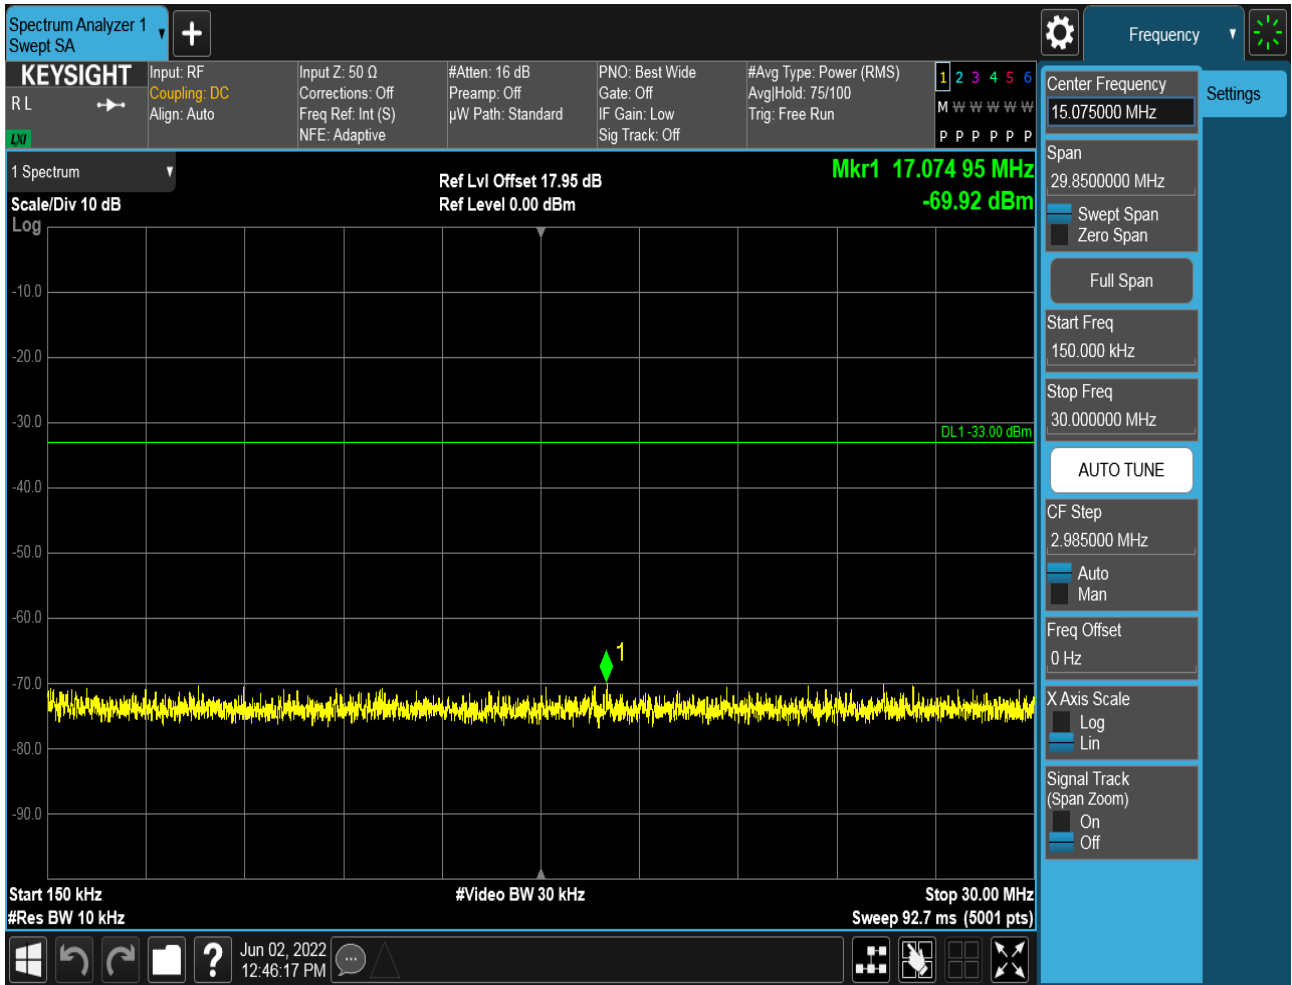 Spectrum Analyzer 1
Swept SA
Frequency
KEYSIGHT
R L
LXI
Input: RF
Coupling: DC
Align: Auto
Input Z: 50 Ω
Corrections: Off
Freq Ref: Int (S)
NFE: Adaptive
#Atten: 16 dB
Preamp: Off
µW Path: Standard
PNO: Best Wide
Gate: Off
IF Gain: Low
Sig Track: Off
#Avg Type: Power (RMS)
Avg|Hold: 75/100
Trig: Free Run
1 2 3 4 5 6
M W W W W W
P P P P P P
1 Spectrum
Scale/Div 10 dB
Log
Ref Lvl Offset 17.95 dB
Ref Level 0.00 dBm
Mkr1 17.074 95 MHz
-69.92 dBm
-10.0
-20.0
-30.0
DL1 -33.00 dBm
-40.0
-50.0
-60.0
1
-70.0
-80.0
-90.0
Start 150 kHz
#Res BW 10 kHz
#Video BW 30 kHz
Stop 30.00 MHz
Sweep 92.7 ms (5001 pts)
Center Frequency
15.075000 MHz
Settings
Span
29.8500000 MHz
Swept Span
Zero Span
Full Span
Start Freq
150.000 kHz
Stop Freq
30.000000 MHz
AUTO TUNE
CF Step
2.985000 MHz
Auto
Man
Freq Offset
0 Hz
X Axis Scale
Log
Lin
Signal Track
(Span Zoom)
On
Off
?
Jun 02, 2022
12:46:17 PM